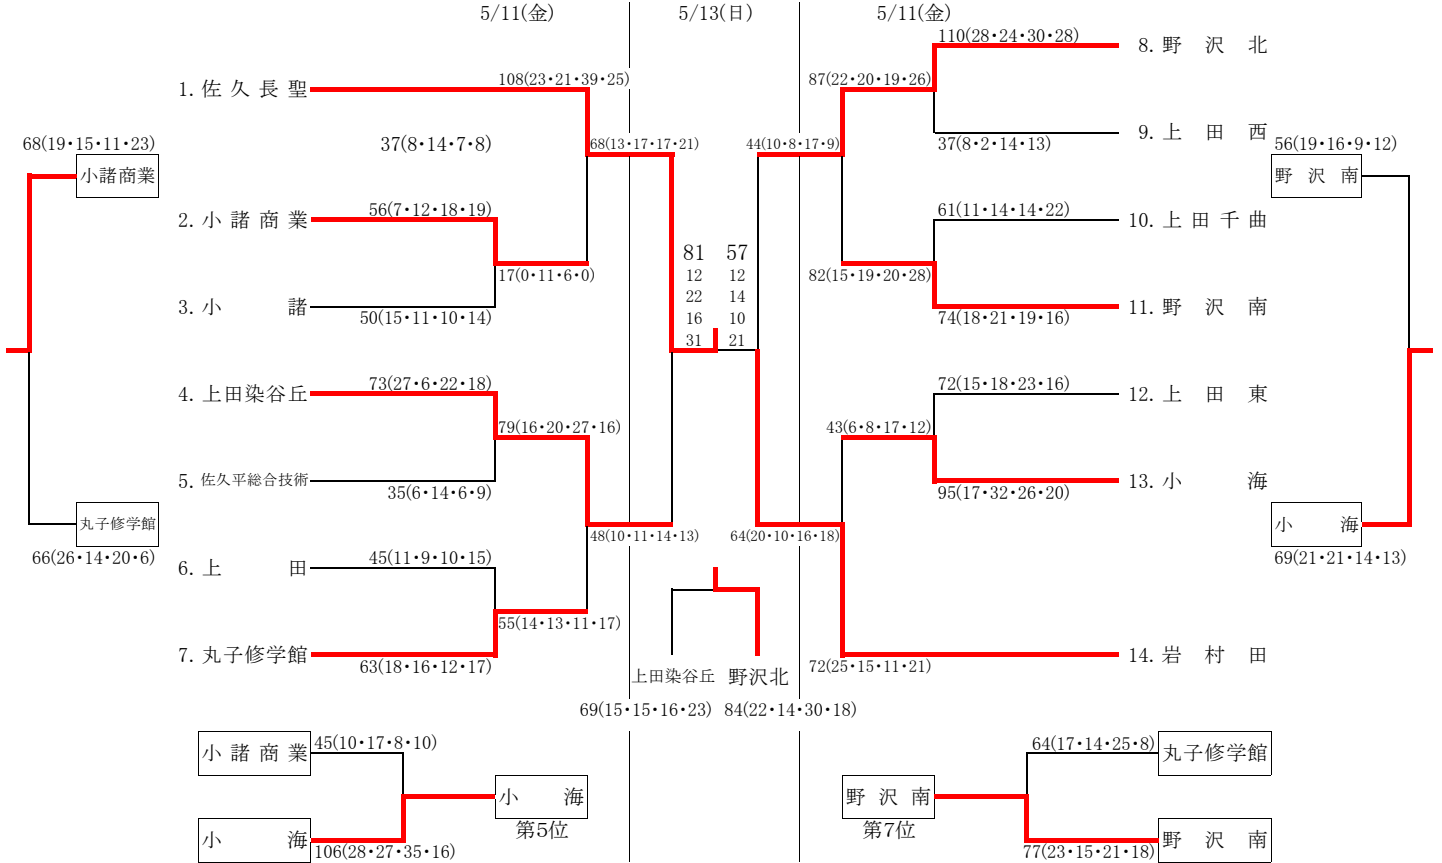 5/11(金)
5/13(日)
5/11(金)
110(28・24・30・28)
8. 野沢北
108(23・21・39・25)
87(22・20・19・26)
1. 佐久長聖
9. 上田西
68(19・15・11・23)
37(8・14・7・8)
68(13・17・17・21)
44(10・8・17・9)
37(8・2・14・13)
56(19・16・9・12)
小諸商業
野沢南
56(7・12・18・19)
61(11・14・14・22)
2. 小諸商業
10. 上田千曲
81 57
17(0・11・6・0)
12 12
82(15・19・20・28)
22 14
3. 小諸
11. 野沢南
50(15・11・10・14)
16 10
74(18・21・19・16)
31 21
73(27・6・22・18)
72(15・18・23・16)
4. 上田染谷丘
12. 上田東
79(16・20・27・16)
43(6・8・17・12)
5. 佐久平総合技術
13. 小海
35(6・14・6・9)
95(17・32・26・20)
丸子修学館
小海
48(10・11・14・13)
64(20・10・16・18)
66(26・14・20・6)
45(11・9・10・15)
69(21・21・14・13)
6. 上田
55(14・13・11・17)
7. 丸子修学館
14. 岩村田
63(18・16・12・17)
72(25・15・11・21)
上田染谷丘
野沢北
69(15・15・16・23)
84(22・14・30・18)
小諸商業
45(10・17・8・10)
64(17・14・25・8)
丸子修学館
小海
野沢南
第5位
第7位
小海
106(28・27・35・16)
77(23・15・21・18)
野沢南